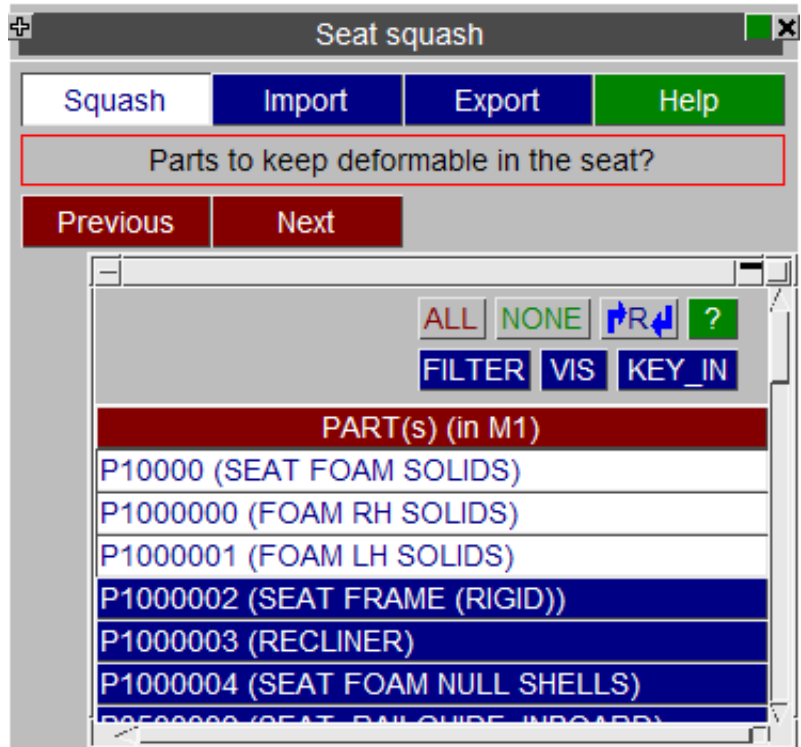 Seat squash
Squash Import Export Help
Parts to keep deformable in the seat?
Previous Next
ALL NONE R ?
FILTER VIS KEY_IN
PART(s) (in M1)
P10000 (SEAT FOAM SOLIDS)
P1000000 (FOAM RH SOLIDS)
P1000001 (FOAM LH SOLIDS)
P1000002 (SEAT FRAME (RIGID))
P1000003 (RECLINER)
P1000004 (SEAT FOAM NULL SHELLS)